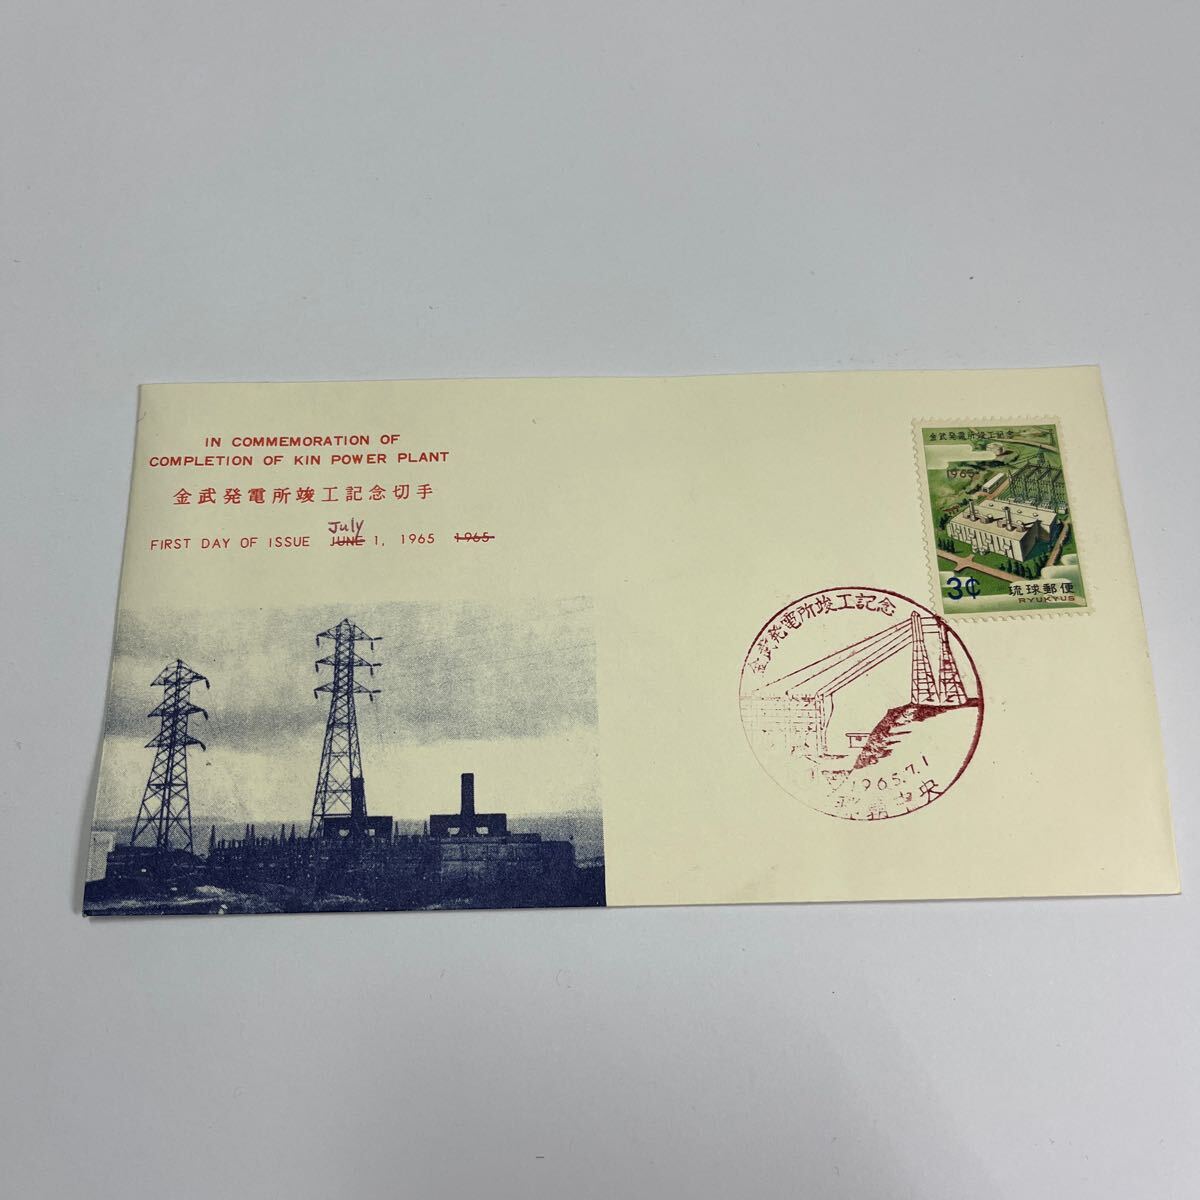 IN COMMEMORATION OF
COMPLETION OF KIN POWER PLANT
金武発電所竣工記念切手
July
FIRST DAY OF ISSUE JUNE 1, 1965 1965
金武発電所竣工記念
1965
3¢
琉球郵便
RYUKYUS
金武発電所竣工記念
1965.7.1
中央